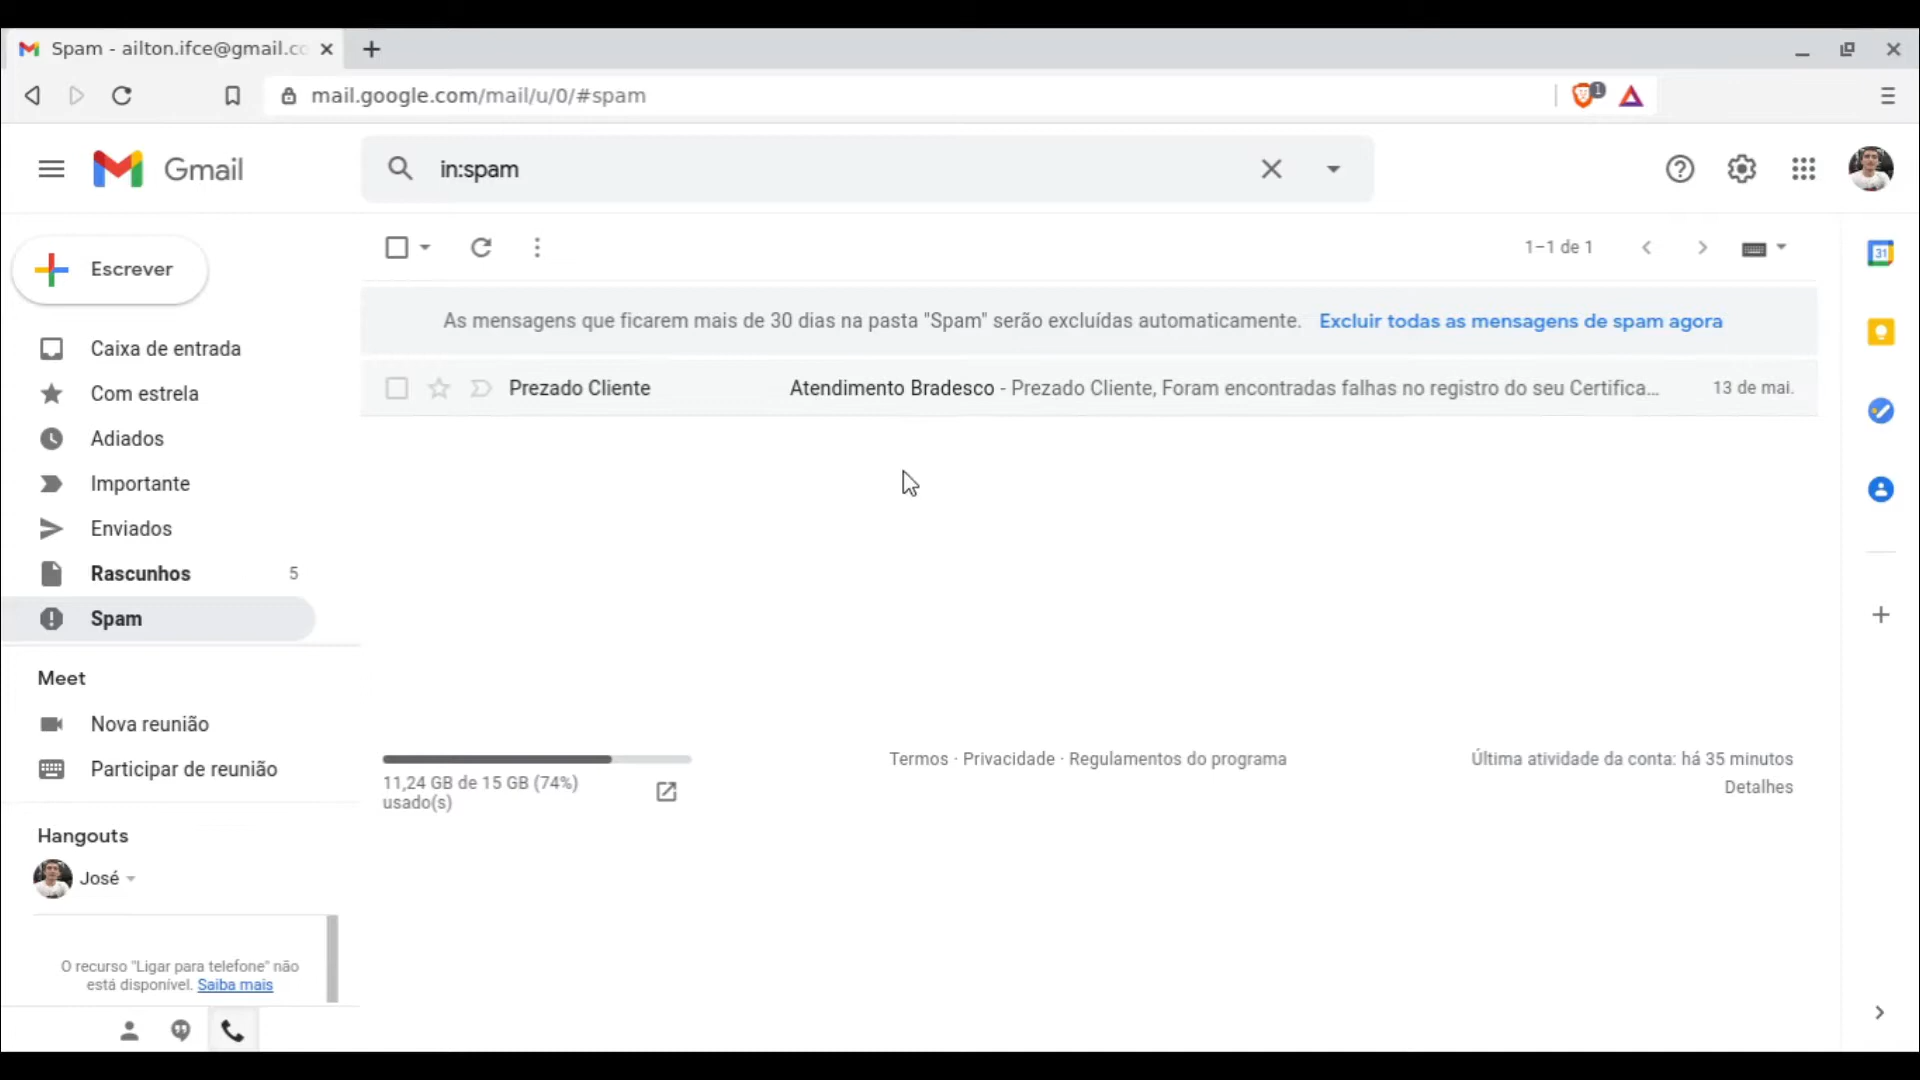 Spam - ailton.ifce@gmail.co
mail.google.com/mail/u/0/#spam
1
Gmail
in:spam
Escrever
1–1 de 1
31
As mensagens que ficarem mais de 30 dias na pasta "Spam" serão excluídas automaticamente. Excluir todas as mensagens de spam agora
Caixa de entrada
Prezado Cliente Atendimento Bradesco - Prezado Cliente, Foram encontradas falhas no registro do seu Certifica... 13 de mai.
Com estrela
Adiados
Importante
Enviados
Rascunhos 5
Spam
Meet
Nova reunião
Participar de reunião
11,24 GB de 15 GB (74%)
usado(s)
Termos · Privacidade · Regulamentos do programa
Última atividade da conta: há 35 minutos
Detalhes
Hangouts
José
O recurso "Ligar para telefone" não
está disponível. Saiba mais